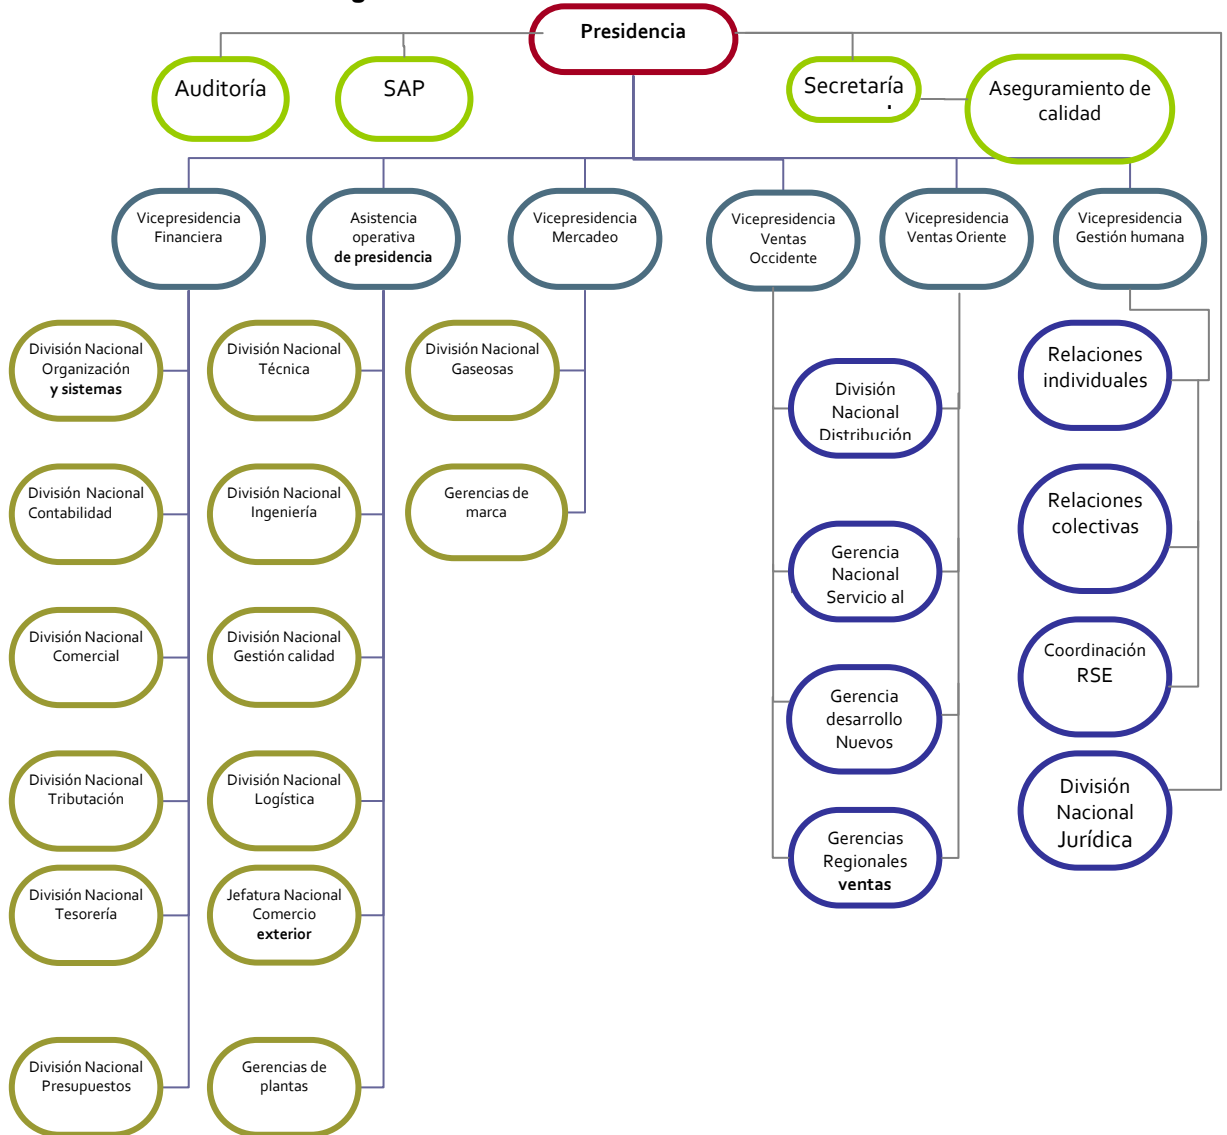 Presidencia
Auditoría
SAP
Secretaría
Aseguramiento de
calidad
Vicepresidencia
Financiera
Asistencia
operativa
de presidencia
Vicepresidencia
Mercadeo
Vicepresidencia
Ventas
Occidente
Vicepresidencia
Ventas Oriente
Vicepresidencia
Gestión humana
División Nacional
Organización
y sistemas
División Nacional
Técnica
División Nacional
Gaseosas
División
Nacional
Distribución
Relaciones
individuales
División Nacional
Contabilidad
División Nacional
Ingeniería
Gerencias de
marca
Gerencia
Nacional
Servicio al
Relaciones
colectivas
División Nacional
Comercial
División Nacional
Gestión calidad
Gerencia
desarrollo
Nuevos
Coordinación
RSE
División Nacional
Tributación
División Nacional
Logística
Gerencias
Regionales
ventas
División
Nacional
Jurídica
División Nacional
Tesorería
Jefatura Nacional
Comercio
exterior
División Nacional
Presupuestos
Gerencias de
plantas